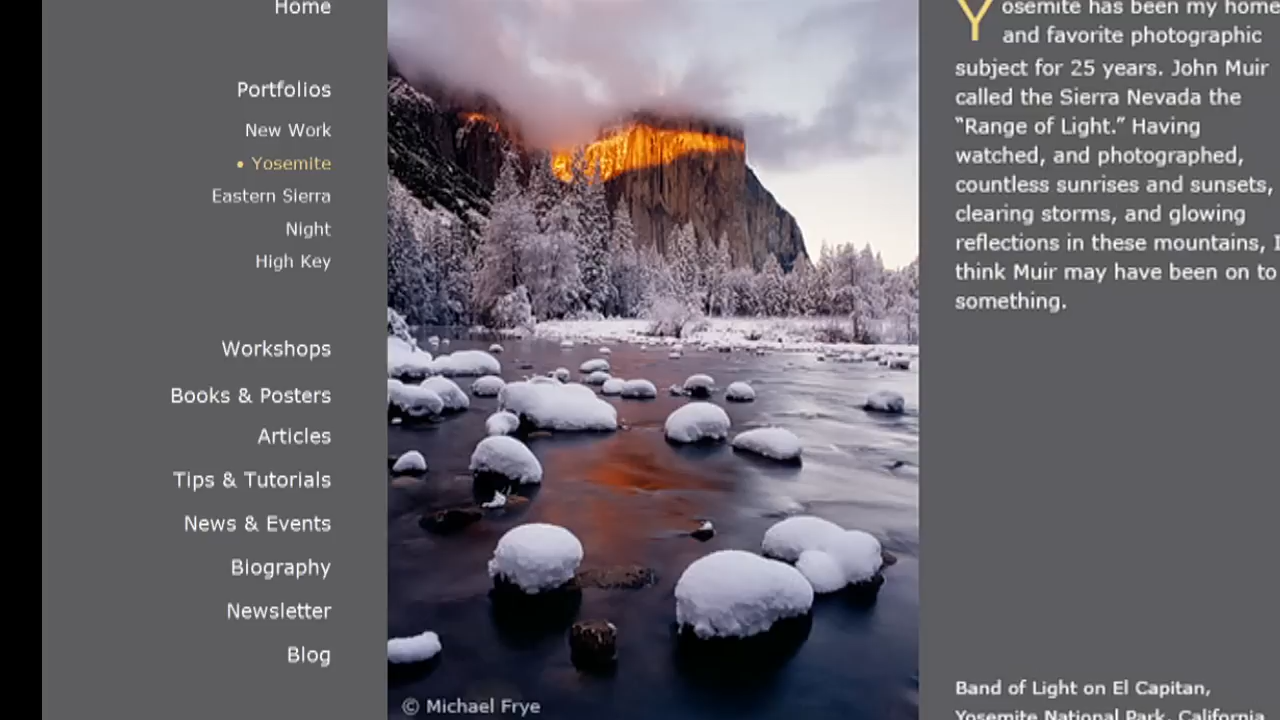 Home
Portfolios
New Work
• Yosemite
Eastern Sierra
Night
High Key
Workshops
Books & Posters
Articles
Tips & Tutorials
News & Events
Biography
Newsletter
Blog
© Michael Frye
Yosemite has been my home
and favorite photographic
subject for 25 years. John Muir
called the Sierra Nevada the
“Range of Light.” Having
watched, and photographed,
countless sunrises and sunsets,
clearing storms, and glowing
reflections in these mountains, I
think Muir may have been on to
something.
Band of Light on El Capitan,
Yosemite National Park, California